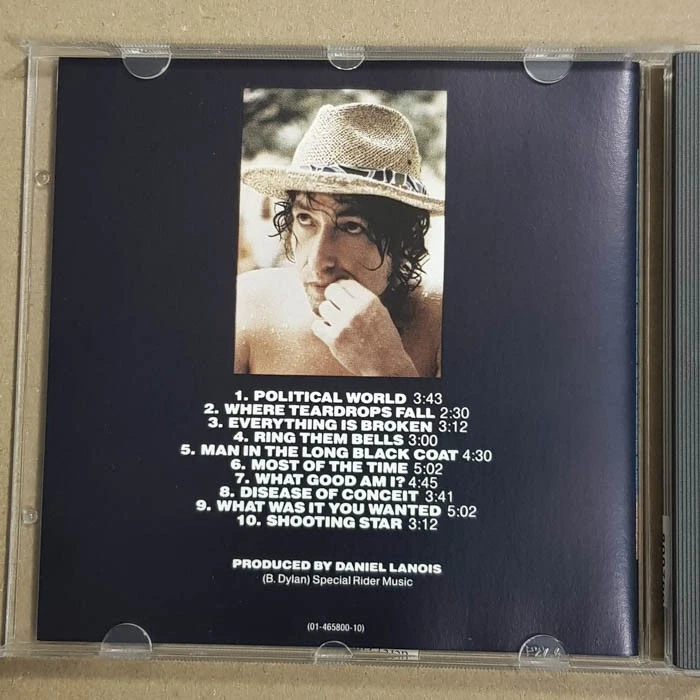 1. POLITICAL WORLD 3:43
2. WHERE TEARDROPS FALL 2:30
3. EVERYTHING IS BROKEN 3:12
4. RING THEM BELLS 3:00
5. MAN IN THE LONG BLACK COAT 4:30
6. MOST OF THE TIME 5:02
7. WHAT GOOD AM I? 4:45
8. DISEASE OF CONCEIT 3:41
9. WHAT WAS IT YOU WANTED 5:02
10. SHOOTING STAR 3:12
PRODUCED BY DANIEL LANOIS
(B. Dylan) Special Rider Music
(01-465800-10)